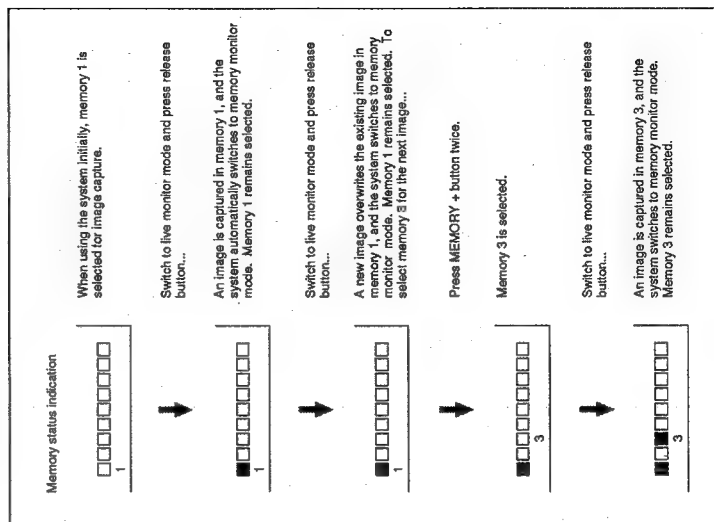 Memory status indication
1
When using the system initially, memory 1 is
selected for image capture.
Switch to live monitor mode and press release
button...
1
An image is captured in memory 1, and the
system automatically switches to memory monitor
mode. Memory 1 remains selected.
Switch to live monitor mode and press release
button...
1
A new image overwrites the existing image in
memory 1, and the system switches to memory
monitor mode. Memory 1 remains selected. To
select memory 3 for the next image...
Press MEMORY + button twice.
3
Memory 3 is selected.
Switch to live monitor mode and press release
button...
3
An image is captured in memory 3, and the
system switches to memory monitor mode.
Memory 3 remains selected.